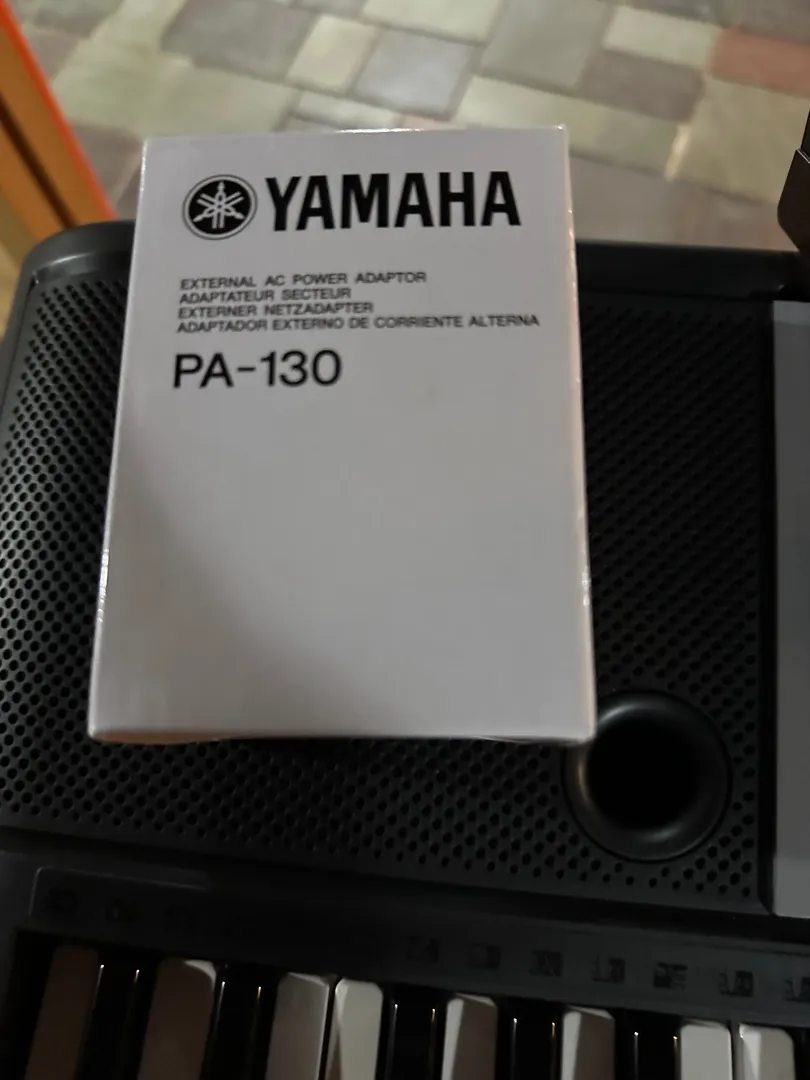 YAMAHA
EXTERNAL AC POWER ADAPTOR
ADAPTATEUR SECTEUR
EXTERNER NETZADAPTER
ADAPTADOR EXTERNO DE CORRIENTE ALTERNA
PA-130